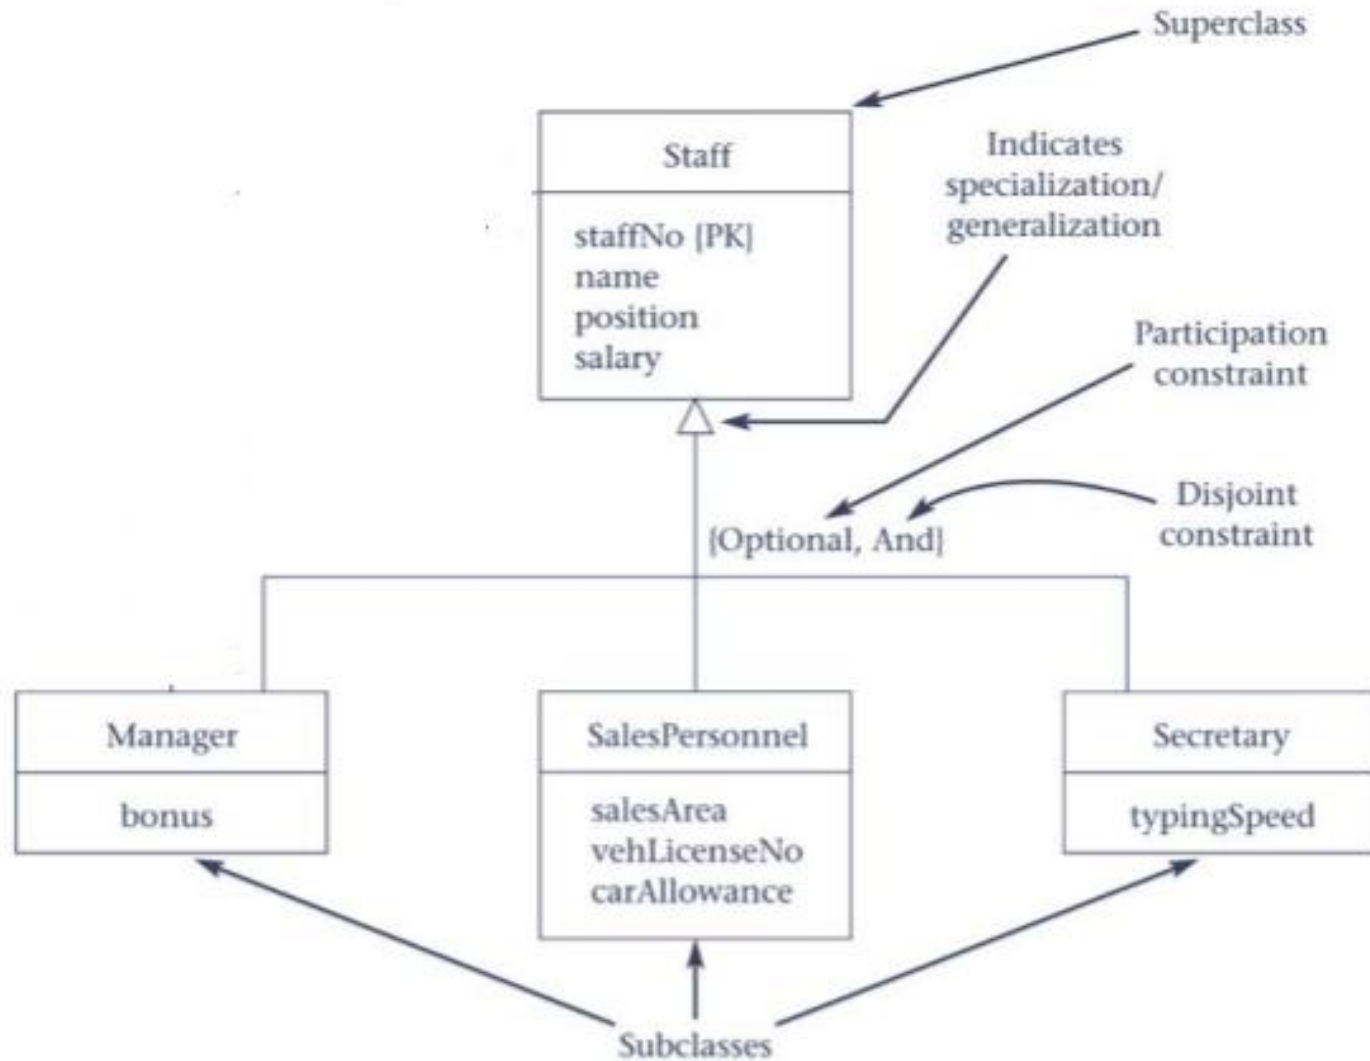 Superclass
Staff
Indicates
specialization/
generalization
staffNo {PK}
name
position
salary
Participation
constraint
Disjoint
constraint
{Optional, And}
Manager
bonus
SalesPersonnel
salesArea
vehLicenseNo
carAllowance
Secretary
typingSpeed
Subclasses